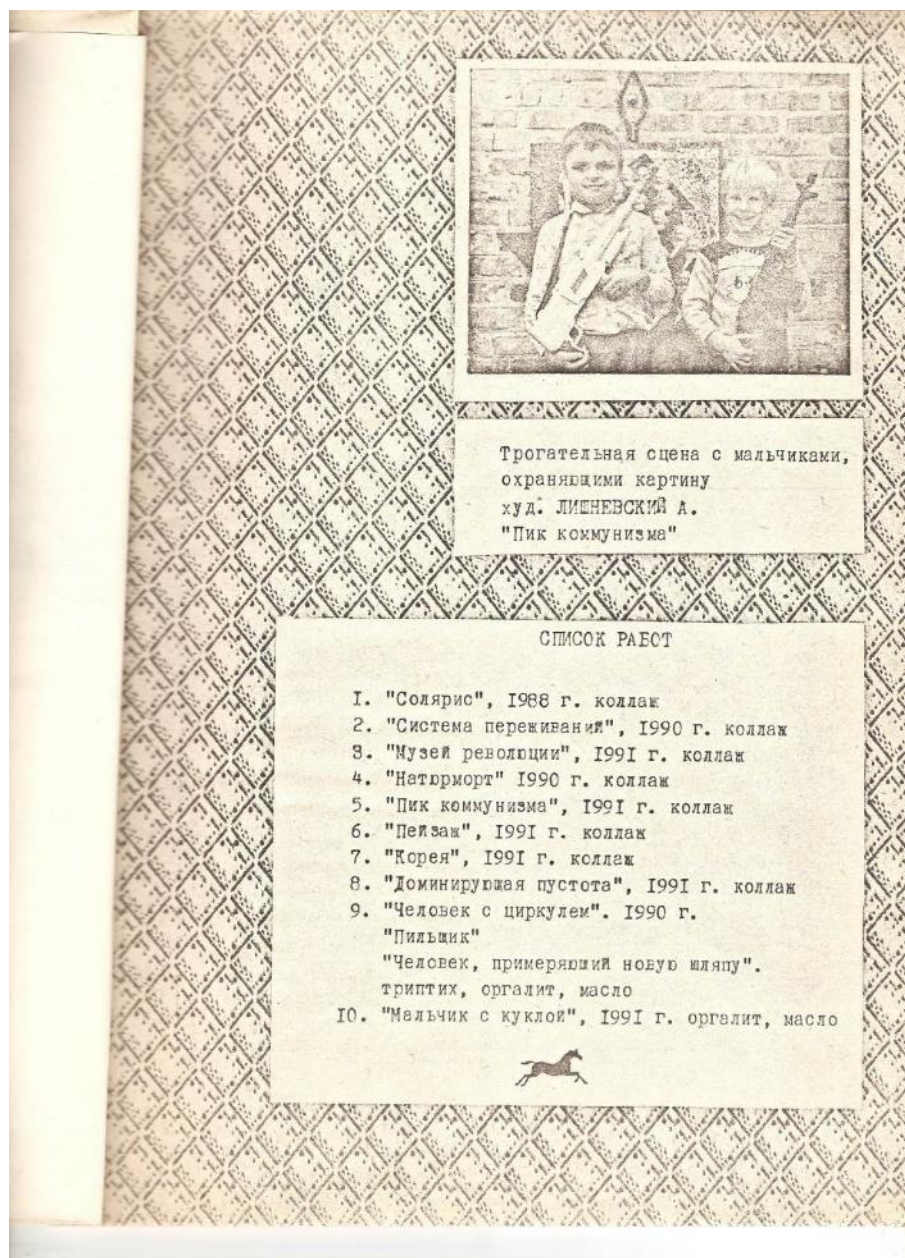 Трогательная сцена с мальчиками,
охраняющими картину
худ. ЛИШНЕВСКИЙ А.
"Пик коммунизма"
СПИСОК РАБОТ
I. "Солярис", I988 г. коллаж
2. "Система переживаний", I990 г. коллаж
3. "Музей революции", I99I г. коллаж
4. "Натюрморт" I990 г. коллаж
5. "Пик коммунизма", I99I г. коллаж
6. "Пейзаж", I99I г. коллаж
7. "Корея", I99I г. коллаж
8. "Доминирующая пустота", I99I г. коллаж
9. "Человек с циркулем". I990 г.
"Пильщик"
"Человек, примеряющий новую шляпу".
триптих, оргалит, масло
IO. "Мальчик с куклой", I99I г. оргалит, масло